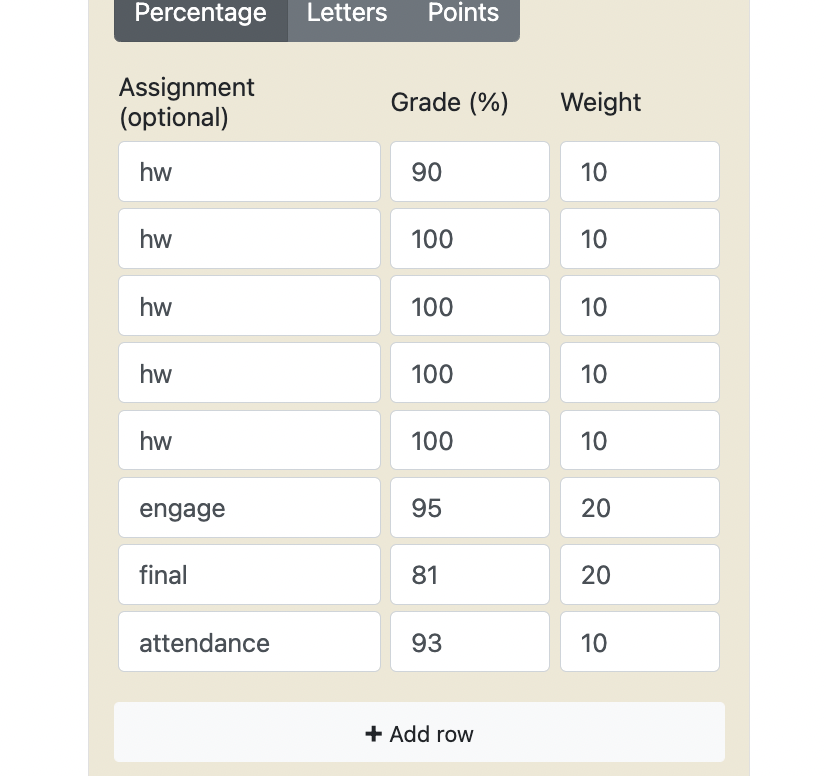 Percentage Letters Points
Assignment
(optional)
Grade (%) Weight
hw 90 10
hw 100 10
hw 100 10
hw 100 10
hw 100 10
engage 95 20
final 81 20
attendance 93 10
+ Add row